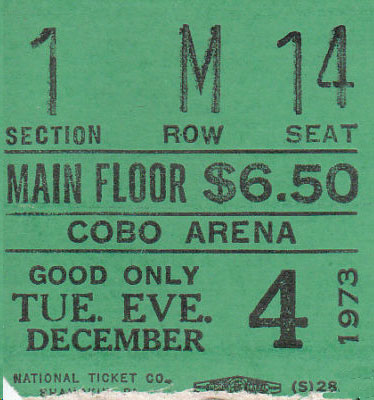 1 M 14
SECTION ROW SEAT
MAIN FLOOR $6.50
COBO ARENA
GOOD ONLY
TUE. EVE. 4 1973
DECEMBER
NATIONAL TICKET CO.
(S)28